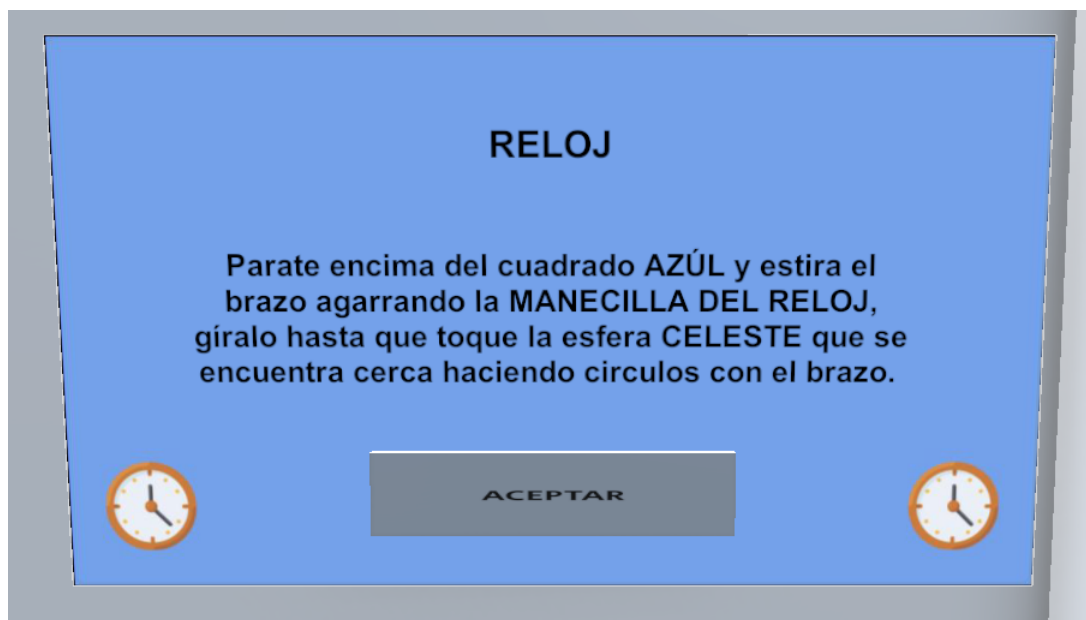 RELOJ
Parate encima del cuadrado AZÚL y estira el
brazo agarrando la MANECILLA DEL RELOJ,
gíralo hasta que toque la esfera CELESTE que se
encuentra cerca haciendo circulos con el brazo.
ACEPTAR